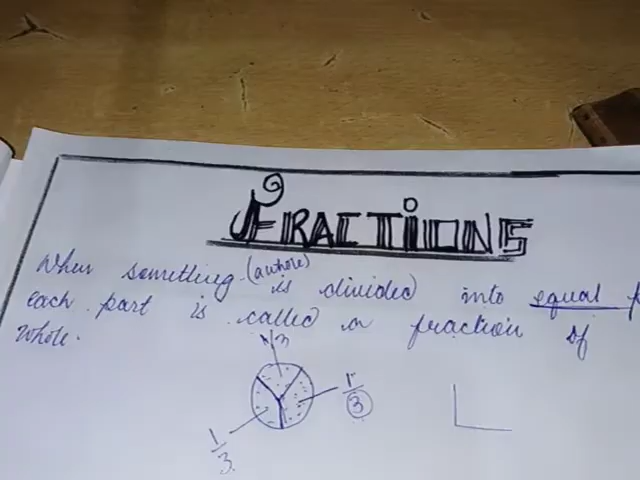 FRACTIONS
When something (a whole) is divided into equal
each part is called a fraction of
whole.
1/3
1/3
1/3